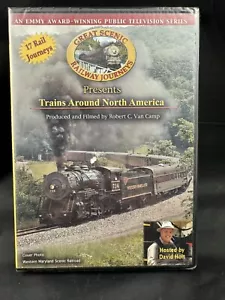 AN EMMY AWARD-WINNING PUBLIC TELEVISION SERIES
17 Rail
Journeys
GREAT SCENIC
RAILWAY JOURNEYS
Presents
Trains Around North America
Produced and Filmed by Robert C. Van Camp
Cover Photo:
Western Maryland Scenic Railroad
Hosted by
David Holt